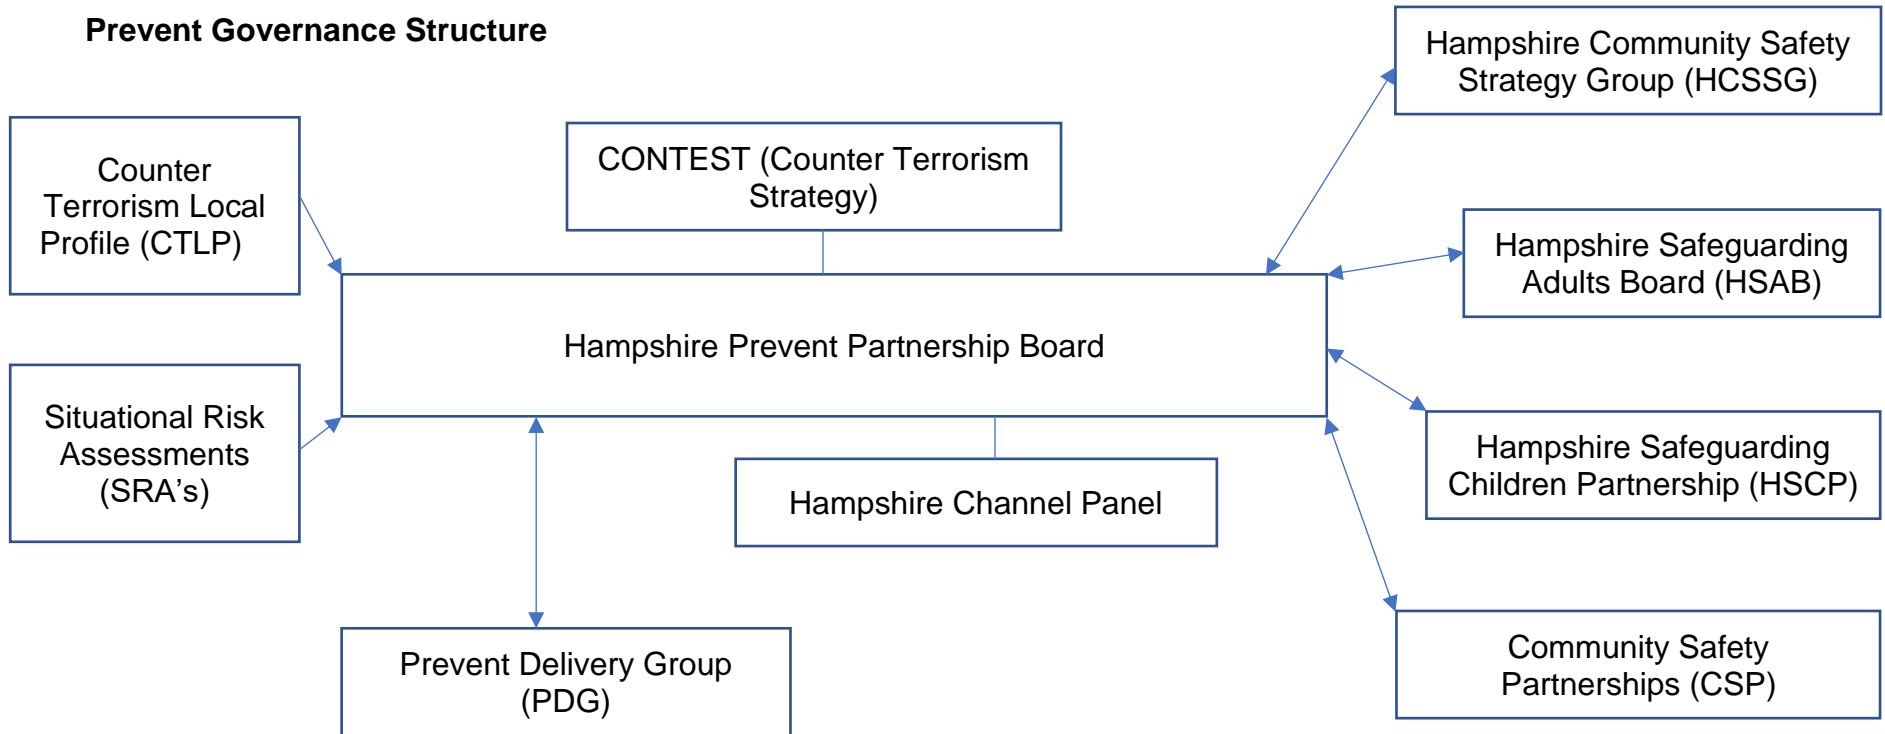 Prevent Governance Structure
Hampshire Community Safety
Strategy Group (HCSSG)
Counter
Terrorism Local
Profile (CTLP)
CONTEST (Counter Terrorism
Strategy)
Hampshire Safeguarding
Adults Board (HSAB)
Hampshire Prevent Partnership Board
Situational Risk
Assessments
(SRA’s)
Hampshire Channel Panel
Hampshire Safeguarding
Children Partnership (HSCP)
Prevent Delivery Group
(PDG)
Community Safety
Partnerships (CSP)